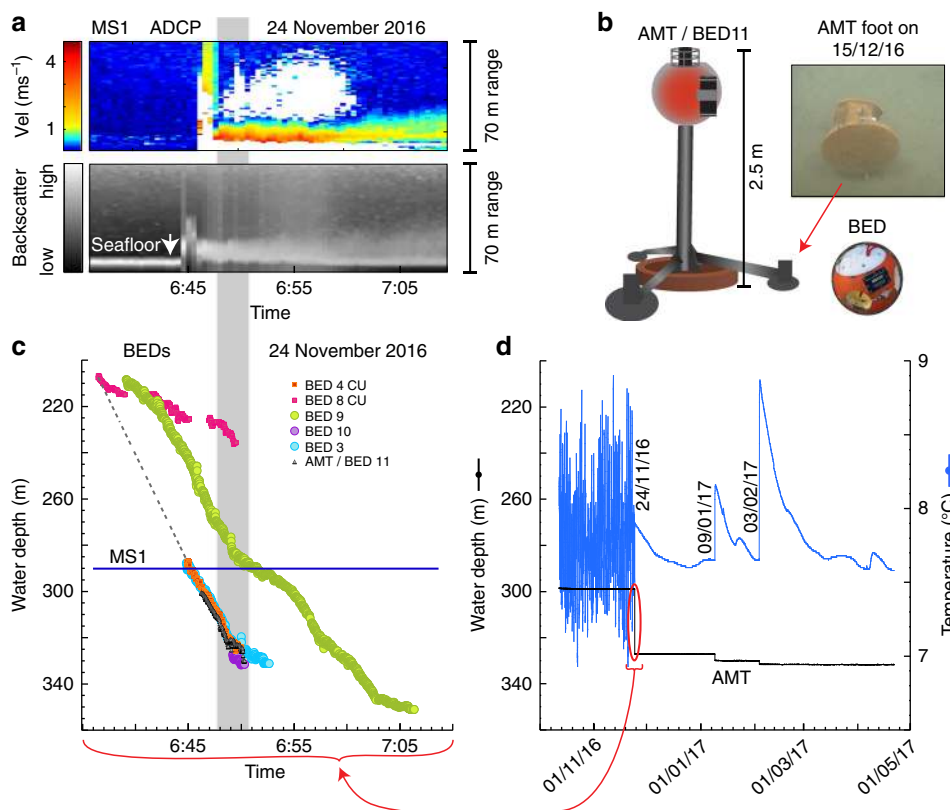 a
MS1 ADCP 24 November 2016
Vel (ms⁻¹)
4
1
70 m range
Backscatter
low high
Seafloor
70 m range
6:45 6:55 7:05
Time
b
AMT / BED11
AMT foot on
15/12/16
2.5 m
BED
c
BEDs 24 November 2016
BED 4 CU
BED 8 CU
BED 9
BED 10
BED 3
AMT / BED 11
MS1
Water depth (m)
220
260
300
340
6:45 6:55 7:05
Time
d
Water depth (m)
220
260
300
340
24/11/16
09/01/17
03/02/17
AMT
9
8
7
Temperature (°C)
01/11/16
01/01/17
01/03/17
01/05/17